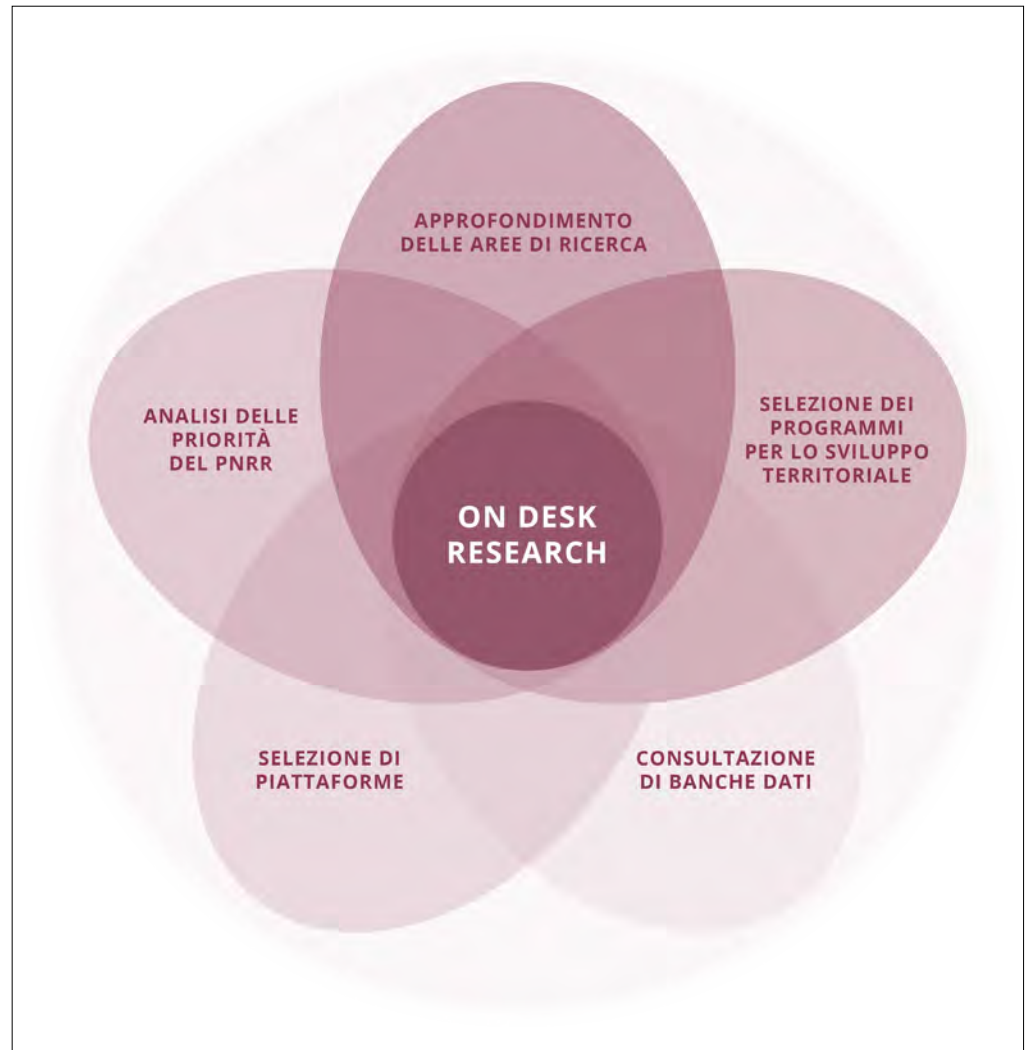 APPROFONDIMENTO
DELLE AREE DI RICERCA
ANALISI DELLE
PRIORITÀ
DEL PNRR
SELEZIONE DEI
PROGRAMMI
PER LO SVILUPPO
TERRITORIALE
ON DESK
RESEARCH
SELEZIONE DI
PIATTAFORME
CONSULTAZIONE
DI BANCHE DATI